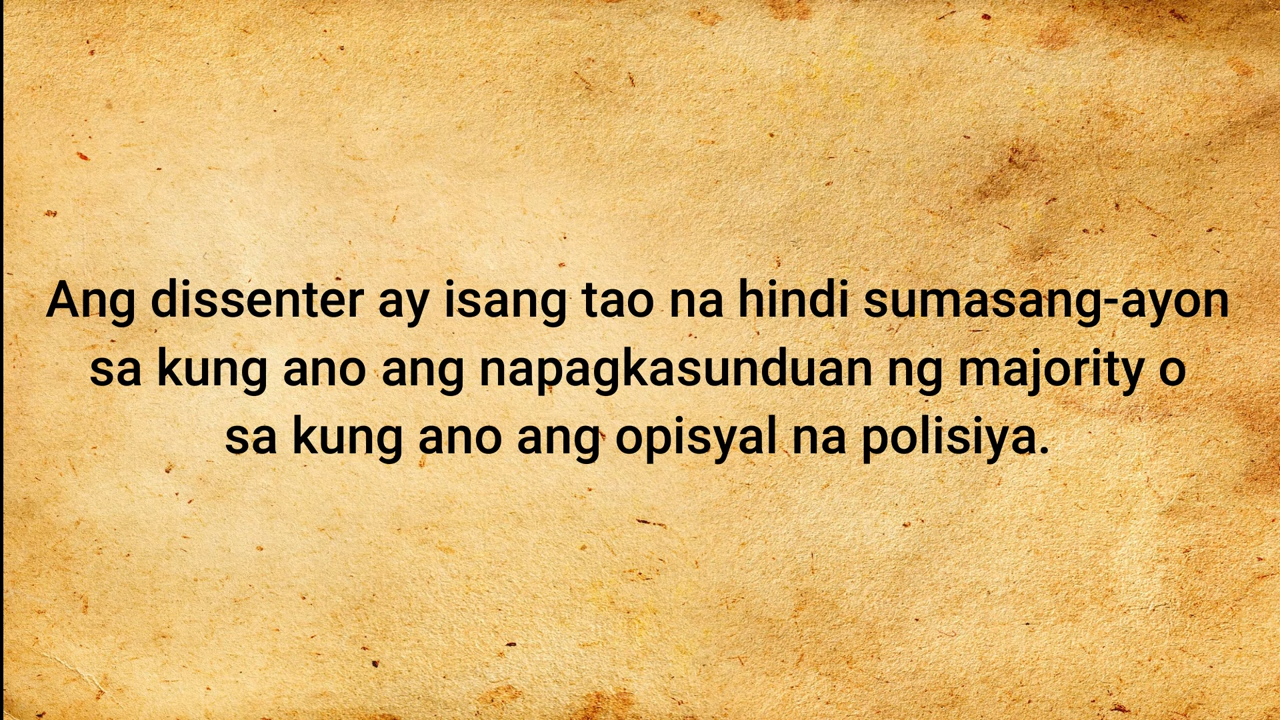 Ang dissenter ay isang tao na hindi sumasang-ayon
sa kung ano ang napagkasunduan ng majority o
sa kung ano ang opisyal na polisiya.